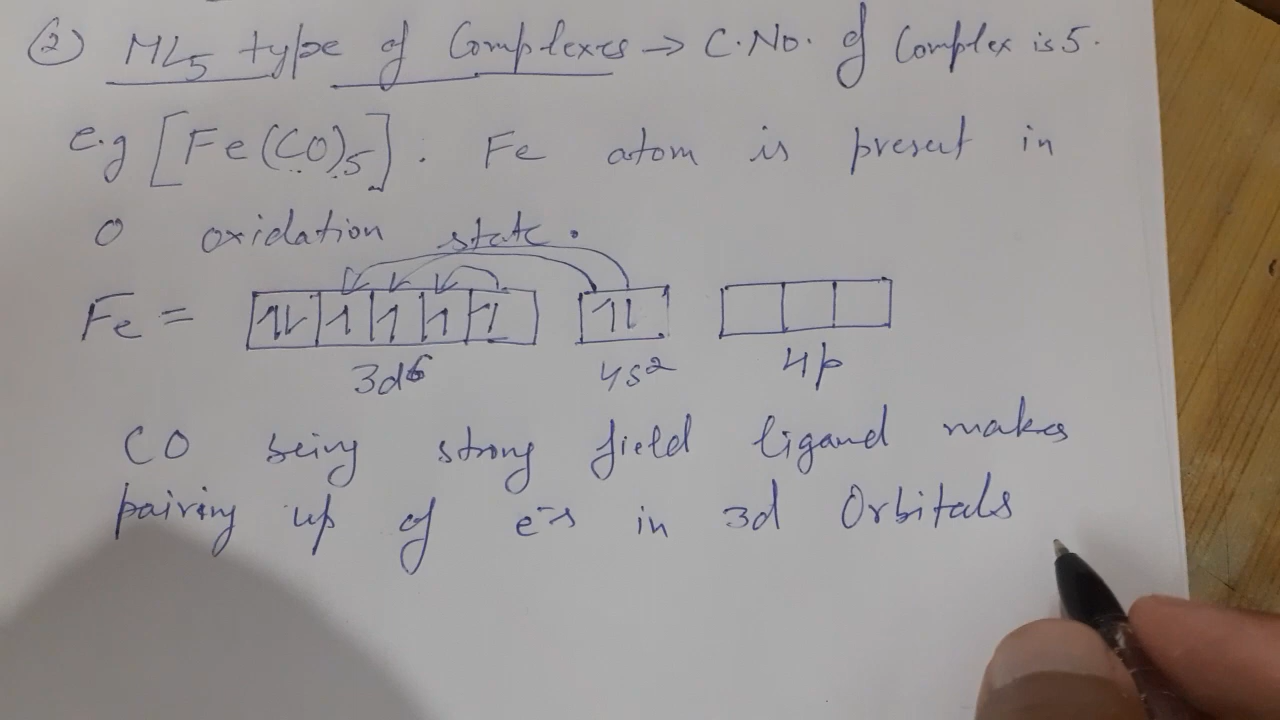 ② ML5 type of Complexes → C.No. of Complex is 5.
e.g [Fe(CO)5]. Fe atom is present in
0 oxidation state.
Fe = 1l 1 1 1 1 1l
3d6 4s2 4p
CO being strong field ligand makes
pairing up of e-s in 3d Orbitals